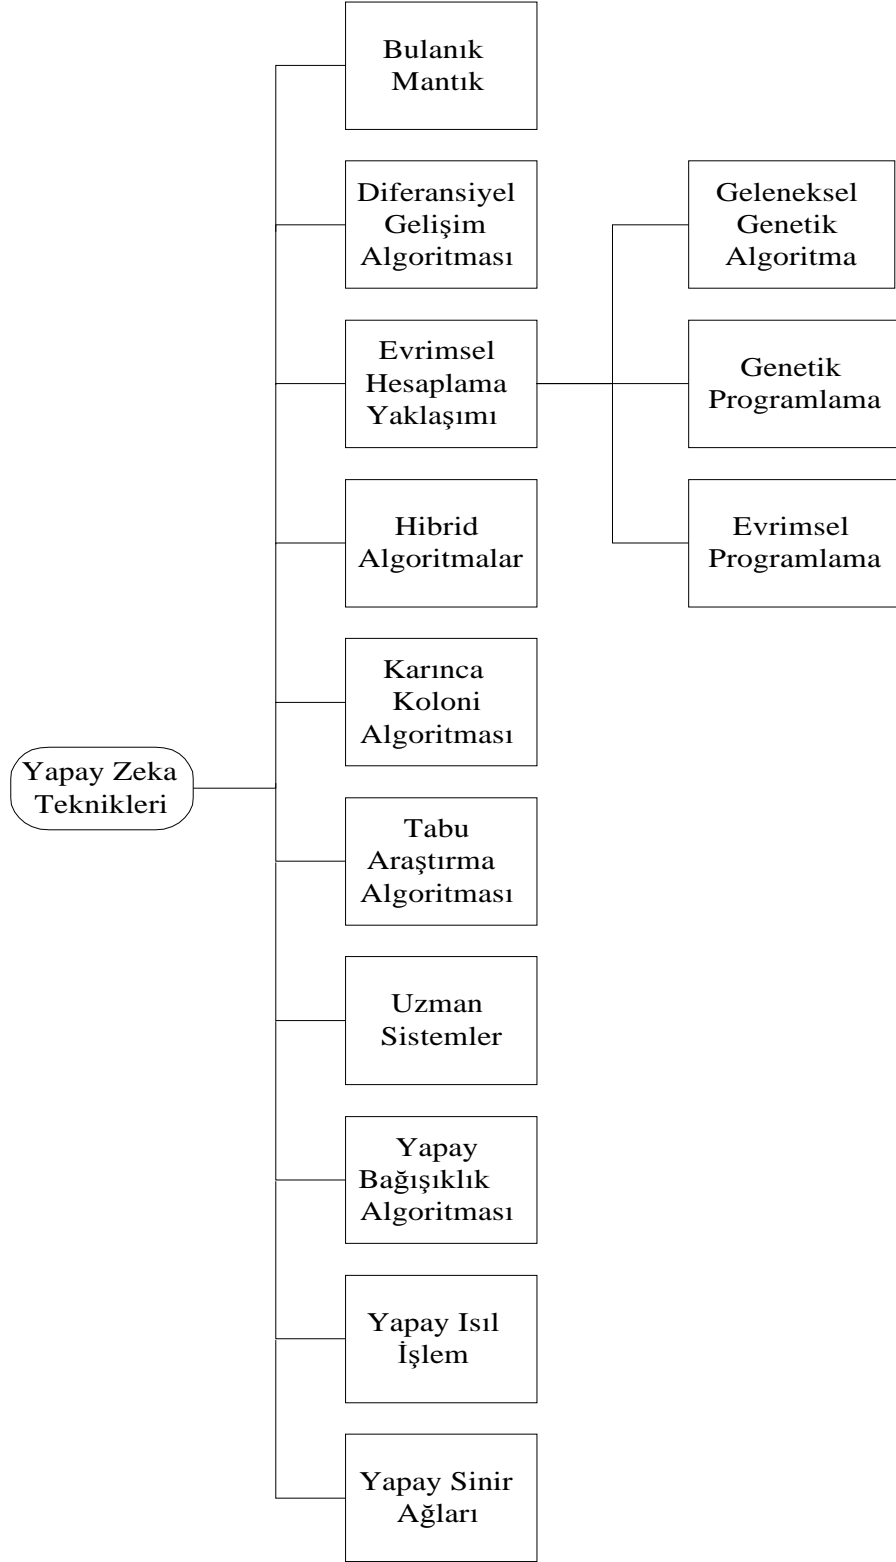 Bulanık
Mantık
Diferansiyel
Gelişim
Algoritması
Geleneksel
Genetik
Algoritma
Evrimsel
Hesaplama
Yaklaşımı
Genetik
Programlama
Hibrid
Algoritmalar
Evrimsel
Programlama
Karınca
Koloni
Algoritması
Yapay Zeka
Teknikleri
Tabu
Araştırma
Algoritması
Uzman
Sistemler
Yapay
Bağışıklık
Algoritması
Yapay Isıl
İşlem
Yapay Sinir
Ağları